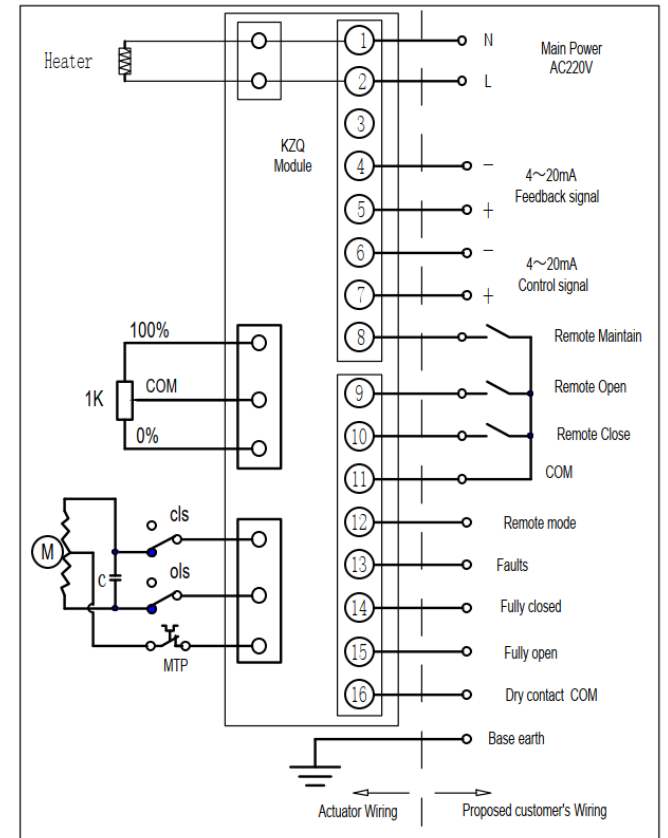 Heater
KZQ
Module
1
2
3
4
5
6
7
8
9
10
11
12
13
14
15
16
N
L
Main Power
AC220V
−
+
4～20mA
Feedback signal
−
+
4～20mA
Control signal
Remote Maintain
Remote Open
Remote Close
COM
Remote mode
Faults
Fully closed
Fully open
Dry contact COM
Base earth
100%
1K
COM
0%
M
C
cls
ols
MTP
Actuator Wiring
Proposed customer's Wiring